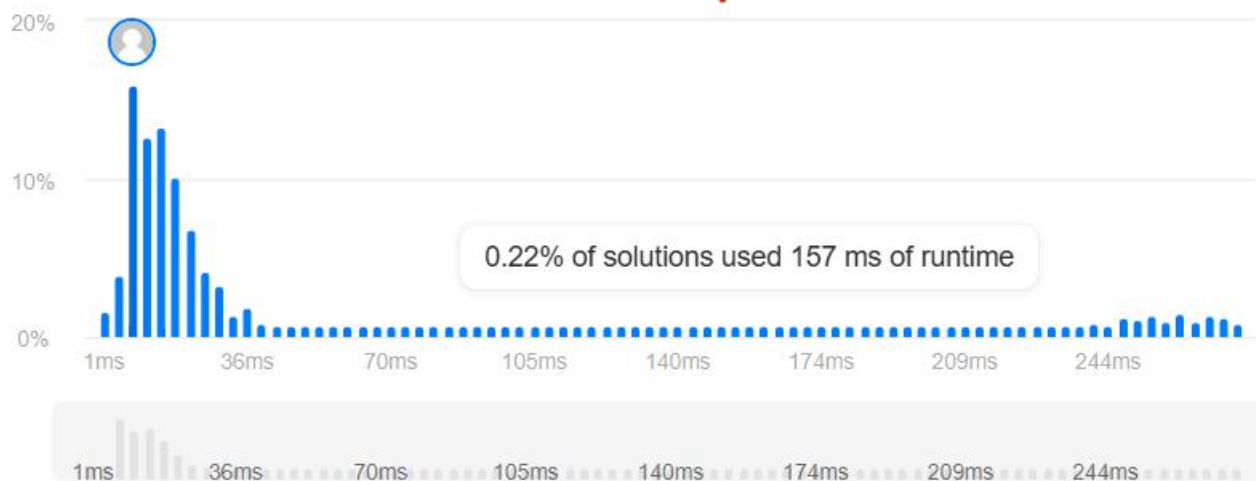 20%
10%
0.22% of solutions used 157 ms of runtime
0%
1ms 36ms 70ms 105ms 140ms 174ms 209ms 244ms
1ms 36ms 70ms 105ms 140ms 174ms 209ms 244ms